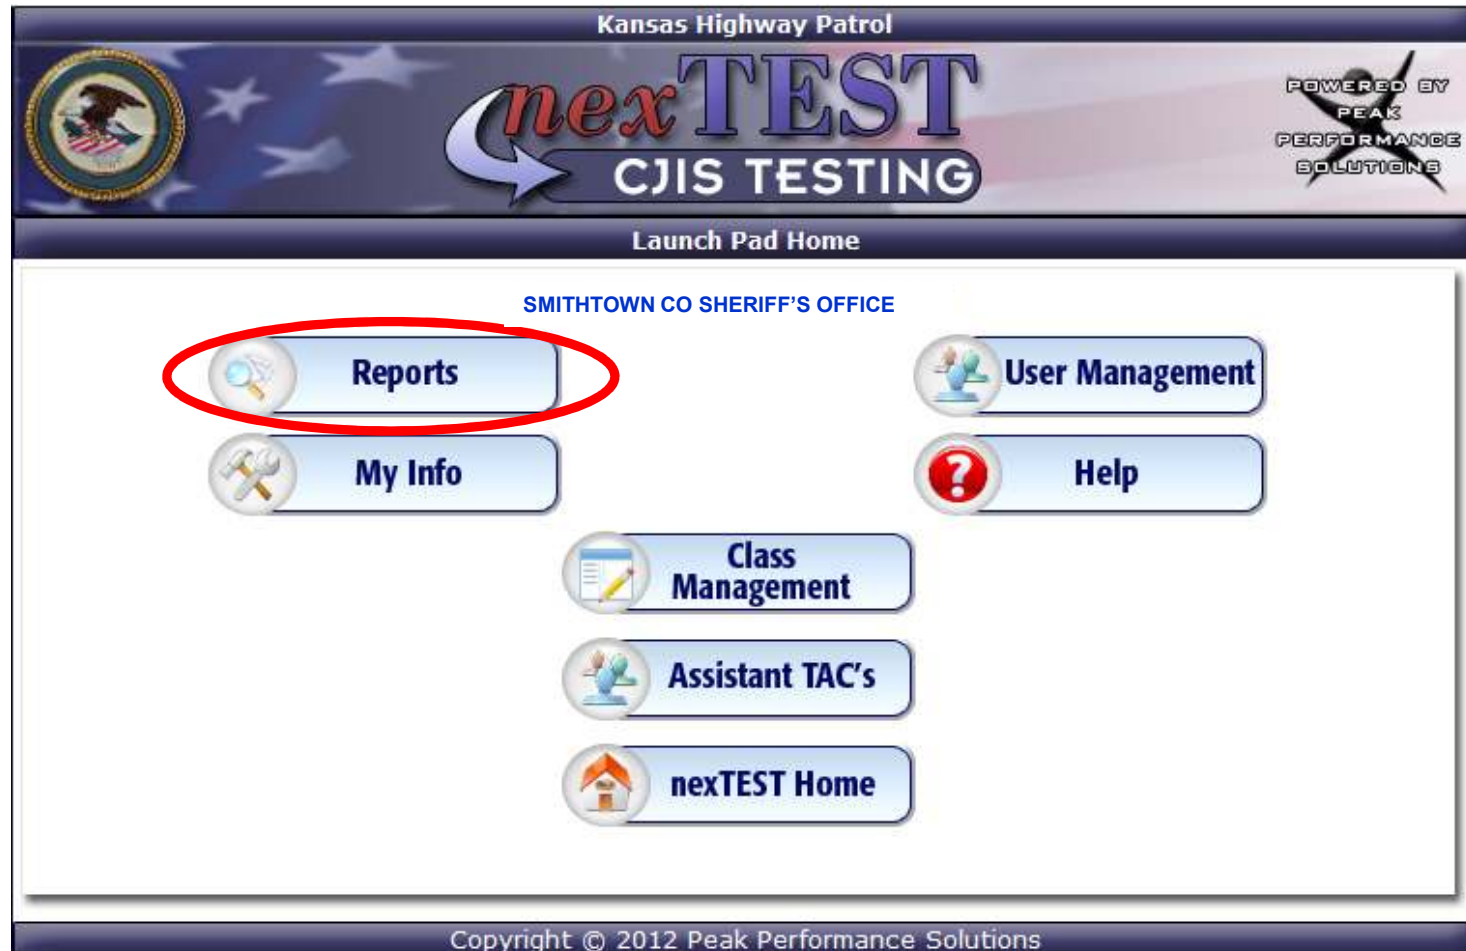 Kansas Highway Patrol
nexTEST
CJIS TESTING
POWERED BY
PEAK
PERFORMANCE
SOLUTIONS
Launch Pad Home
SMITHTOWN CO SHERIFF'S OFFICE
Reports
User Management
My Info
Help
Class
Management
Assistant TAC's
nexTEST Home
Copyright © 2012 Peak Performance Solutions